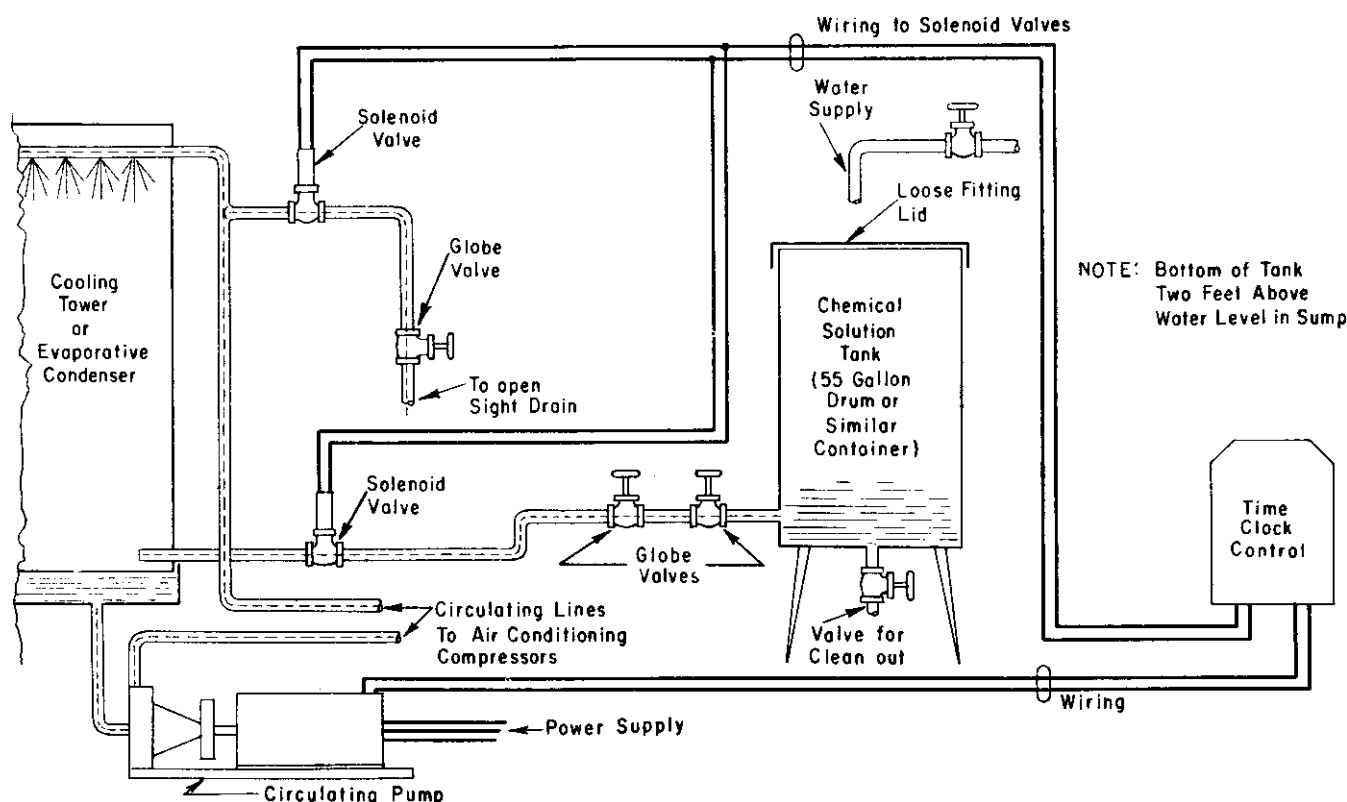 Wiring to Solenoid Valves
Water
Supply
Solenoid
Valve
Loose Fitting
Lid
Globe
Valve
NOTE: Bottom of Tank
Two Feet Above
Water Level in Sump
Cooling
Tower
or
Evaporative
Condenser
Chemical
Solution
Tank
(55 Gallon
Drum or
Similar
Container)
To open
Sight Drain
Solenoid
Valve
Time
Clock
Control
Globe
Valves
Circulating Lines
To Air Conditioning
Compressors
Valve for
Clean out
Wiring
Power Supply
Circulating Pump